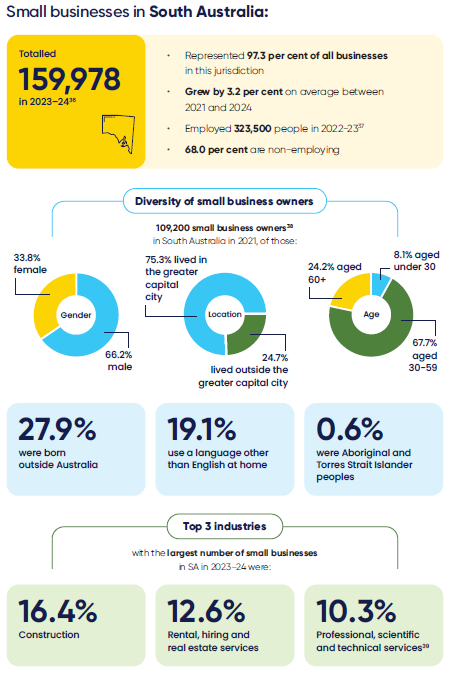 Small businesses in South Australia:
Totalled
159,978
in 2023–24³⁶
• Represented 97.3 per cent of all businesses
in this jurisdiction
• Grew by 3.2 per cent on average between
2021 and 2024
• Employed 323,500 people in 2022-23³⁷
• 68.0 per cent are non-employing
Diversity of small business owners
109,200 small business owners³⁸
in South Australia in 2021, of those:
33.8%
female
Gender
66.2%
male
75.3% lived in
the greater
capital
city
Location
24.7%
lived outside the
greater capital city
24.2% aged
60+
8.1% aged
under 30
Age
67.7%
aged
30-59
27.9%
were born
outside Australia
19.1%
use a language other
than English at home
0.6%
were Aboriginal and
Torres Strait Islander
peoples
Top 3 industries
with the largest number of small businesses
in SA in 2023–24 were:
16.4%
Construction
12.6%
Rental, hiring and
real estate services
10.3%
Professional, scientific
and technical services³⁹